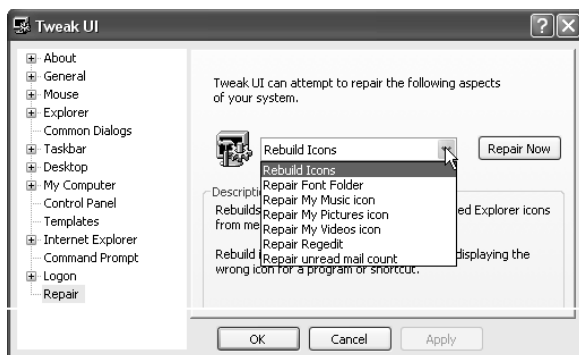 Tweak UI
About
General
Mouse
Explorer
Common Dialogs
Taskbar
Desktop
My Computer
Control Panel
Templates
Internet Explorer
Command Prompt
Logon
Repair
Tweak UI can attempt to repair the following aspects
of your system.
Rebuild Icons
Repair Now
Rebuild Icons
Repair Font Folder
Repair My Music icon
Repair My Pictures icon
Repair My Videos icon
Repair Regedit
Repair unread mail count
Descripti
Rebuilds ed Explorer icons
from me
Rebuild displaying the
wrong icon for a program or shortcut.
OK
Cancel
Apply